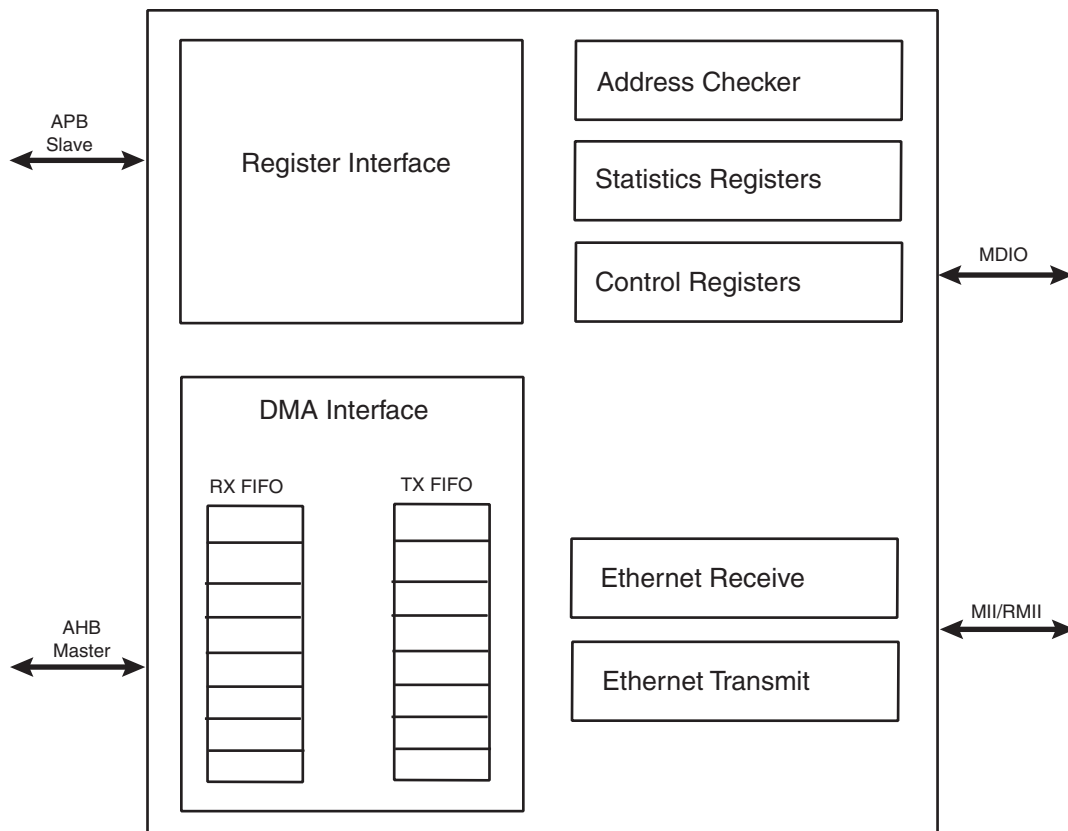 APB
Slave
Register Interface
Address Checker
Statistics Registers
Control Registers
MDIO
DMA Interface
RX FIFO
TX FIFO
Ethernet Receive
Ethernet Transmit
AHB
Master
MII/RMII